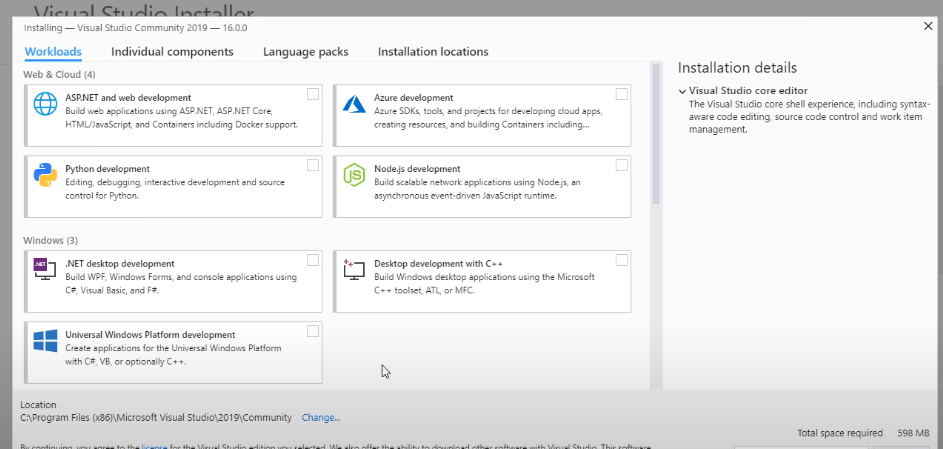 Visual Studio Installer
Installing — Visual Studio Community 2019 — 16.0.0
Workloads Individual components Language packs Installation locations
Web & Cloud (4)
ASP.NET and web development
Build web applications using ASP.NET, ASP.NET Core,
HTML/JavaScript, and Containers including Docker support.
Azure development
Azure SDKs, tools, and projects for developing cloud apps,
creating resources, and building Containers including...
Python development
Editing, debugging, interactive development and source
control for Python.
Node.js development
Build scalable network applications using Node.js, an
asynchronous event-driven JavaScript runtime.
Windows (3)
.NET desktop development
Build WPF, Windows Forms, and console applications using
C#, Visual Basic, and F#.
Desktop development with C++
Build Windows desktop applications using the Microsoft
C++ toolset, ATL, or MFC.
Universal Windows Platform development
Create applications for the Universal Windows Platform
with C#, VB, or optionally C++.
Installation details
Visual Studio core editor
The Visual Studio core shell experience, including syntax-
aware code editing, source code control and work item
management.
Location
C:\Program Files (x86)\Microsoft Visual Studio\2019\Community Change...
Total space required 598 MB
By continuing, you agree to the license for the Visual Studio edition you selected. We also offer the ability to download other software with Visual Studio. This software